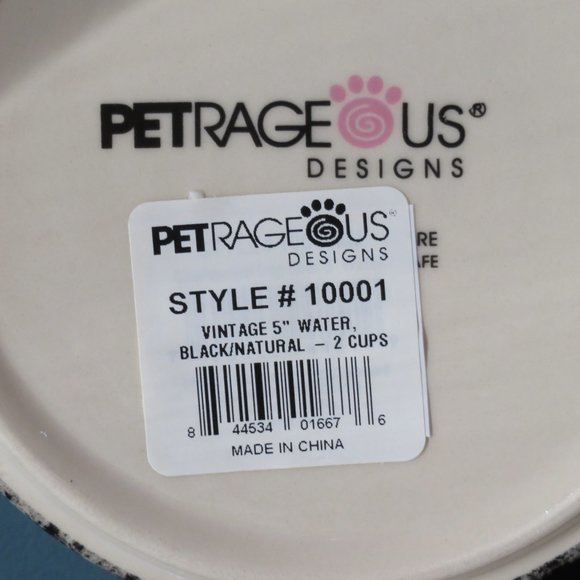 PETRAGEOUS®
DESIGNS
PETRAGEOUS®
DESIGNS
STYLE # 10001
VINTAGE 5" WATER,
BLACK/NATURAL – 2 CUPS
8 44534 01667 6
MADE IN CHINA